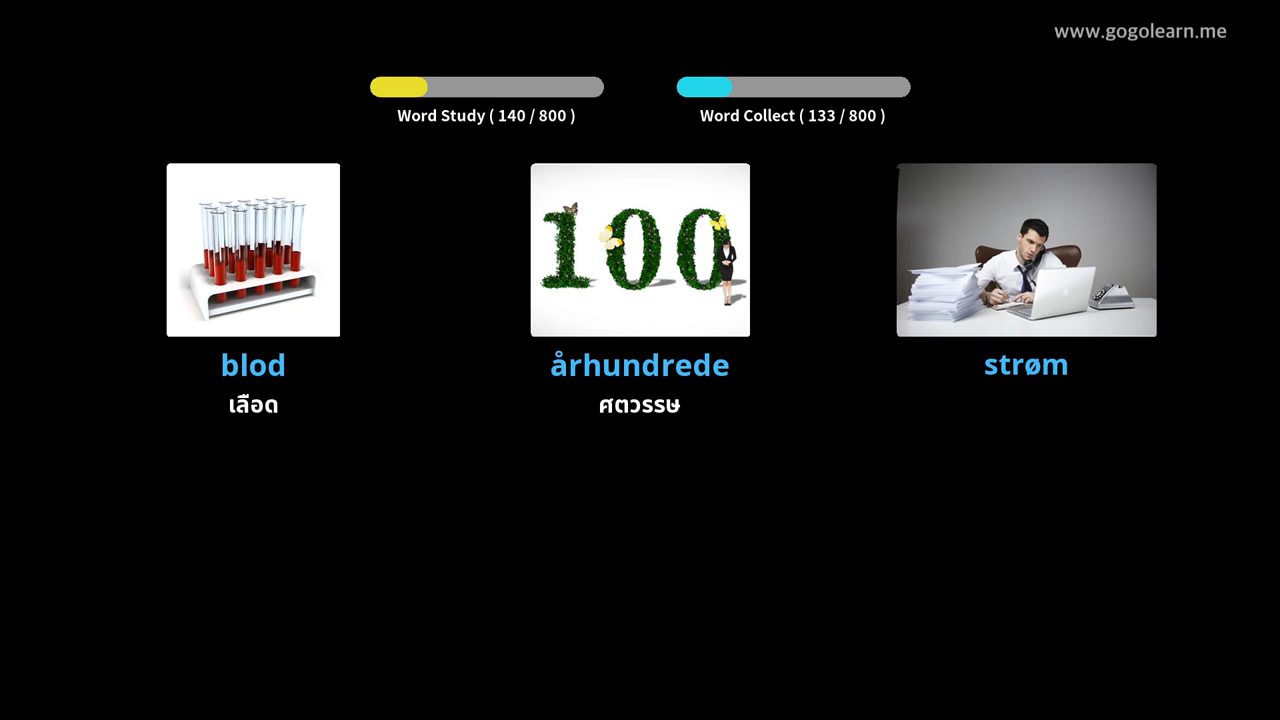 www.gogolearn.me
Word Study ( 140 / 800 )
Word Collect ( 133 / 800 )
100
blod
århundrede
strøm
เลือด
ศตวรรษ